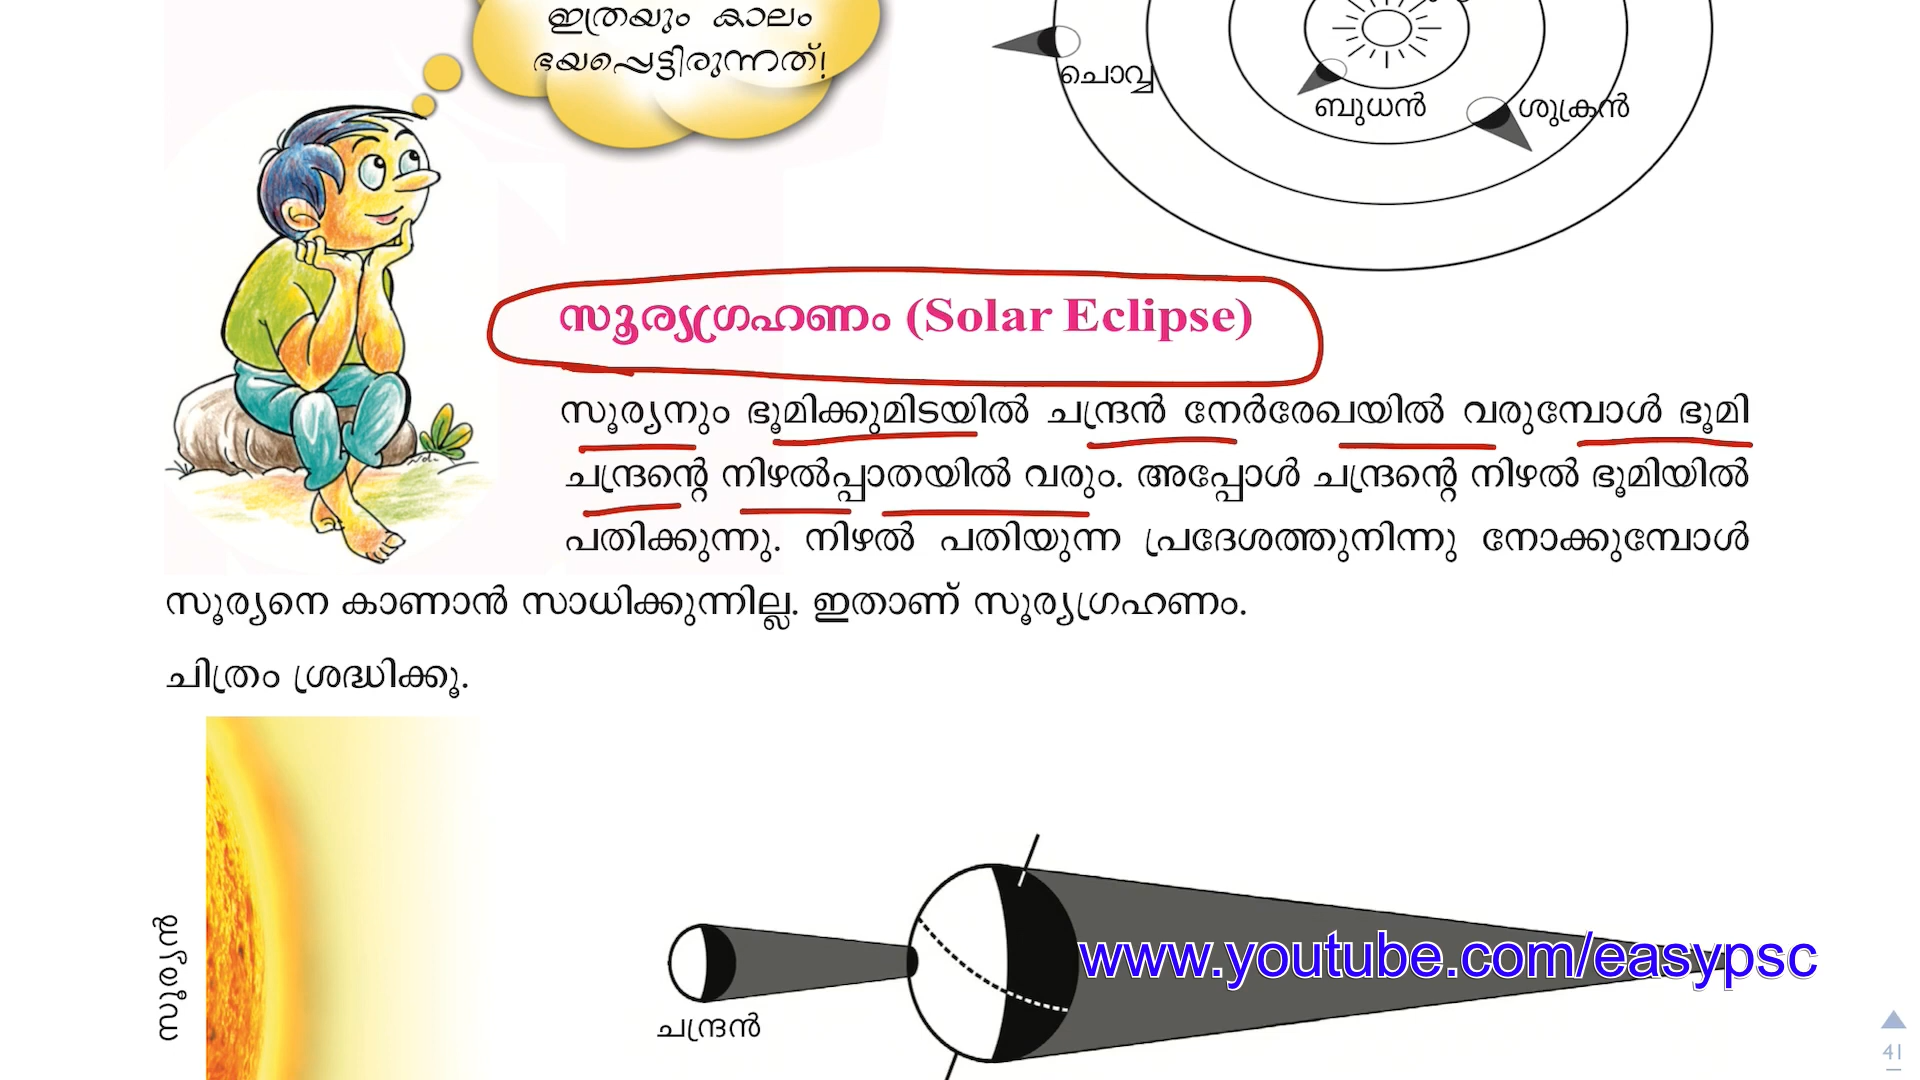 ഇത്രയും കാലം
ഭയപ്പെട്ടിരുന്നത്!
ചൊവ്വ
ബുധൻ
ശുക്രൻ
സൂര്യഗ്രഹണം (Solar Eclipse)
സൂര്യനും ഭൂമിക്കുമിടയിൽ ചന്ദ്രൻ നേർരേഖയിൽ വരുമ്പോൾ ഭൂമി
ചന്ദ്രന്റെ നിഴൽപ്പാതയിൽ വരും. അപ്പോൾ ചന്ദ്രന്റെ നിഴൽ ഭൂമിയിൽ
പതിക്കുന്നു. നിഴൽ പതിയുന്ന പ്രദേശത്തുനിന്നു നോക്കുമ്പോൾ
സൂര്യനെ കാണാൻ സാധിക്കുന്നില്ല. ഇതാണ് സൂര്യഗ്രഹണം.
ചിത്രം ശ്രദ്ധിക്കൂ.
സൂര്യൻ
ചന്ദ്രൻ
www.youtube.com/easypsc
41